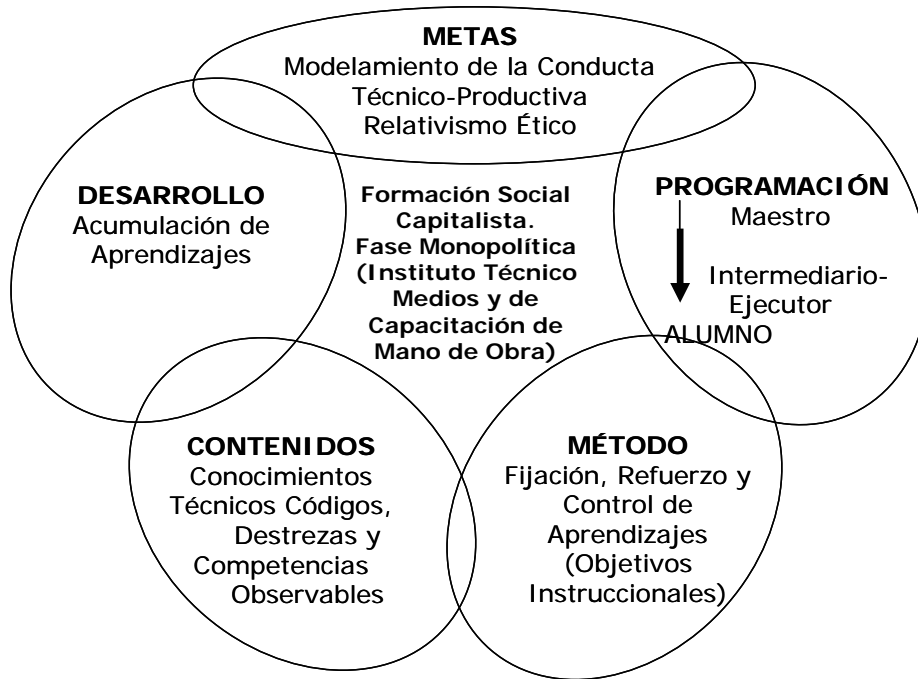 METAS
Modelamiento de la Conducta
Técnico-Productiva
Relativismo Ético
DESARROLLO
Acumulación de
Aprendizajes
Formación Social
Capitalista.
Fase Monopolítica
(Instituto Técnico
Medios y de
Capacitación de
Mano de Obra)
PROGRAMACIÓN
Maestro
Intermediario-
Ejecutor
ALUMNO
CONTENIDOS
Conocimientos
Técnicos Códigos,
Destrezas y
Competencias
Observables
MÉTODO
Fijación, Refuerzo y
Control de
Aprendizajes
(Objetivos
Instruccionales)